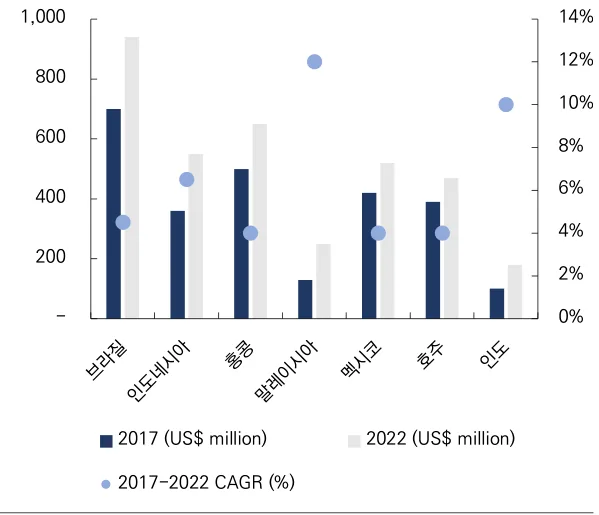 1,000
800
600
400
200
–
14%
12%
10%
8%
6%
4%
2%
0%
브라질
인도네시아
홍콩
말레이시아
멕시코
호주
인도
2017 (US$ million)
2022 (US$ million)
2017–2022 CAGR (%)